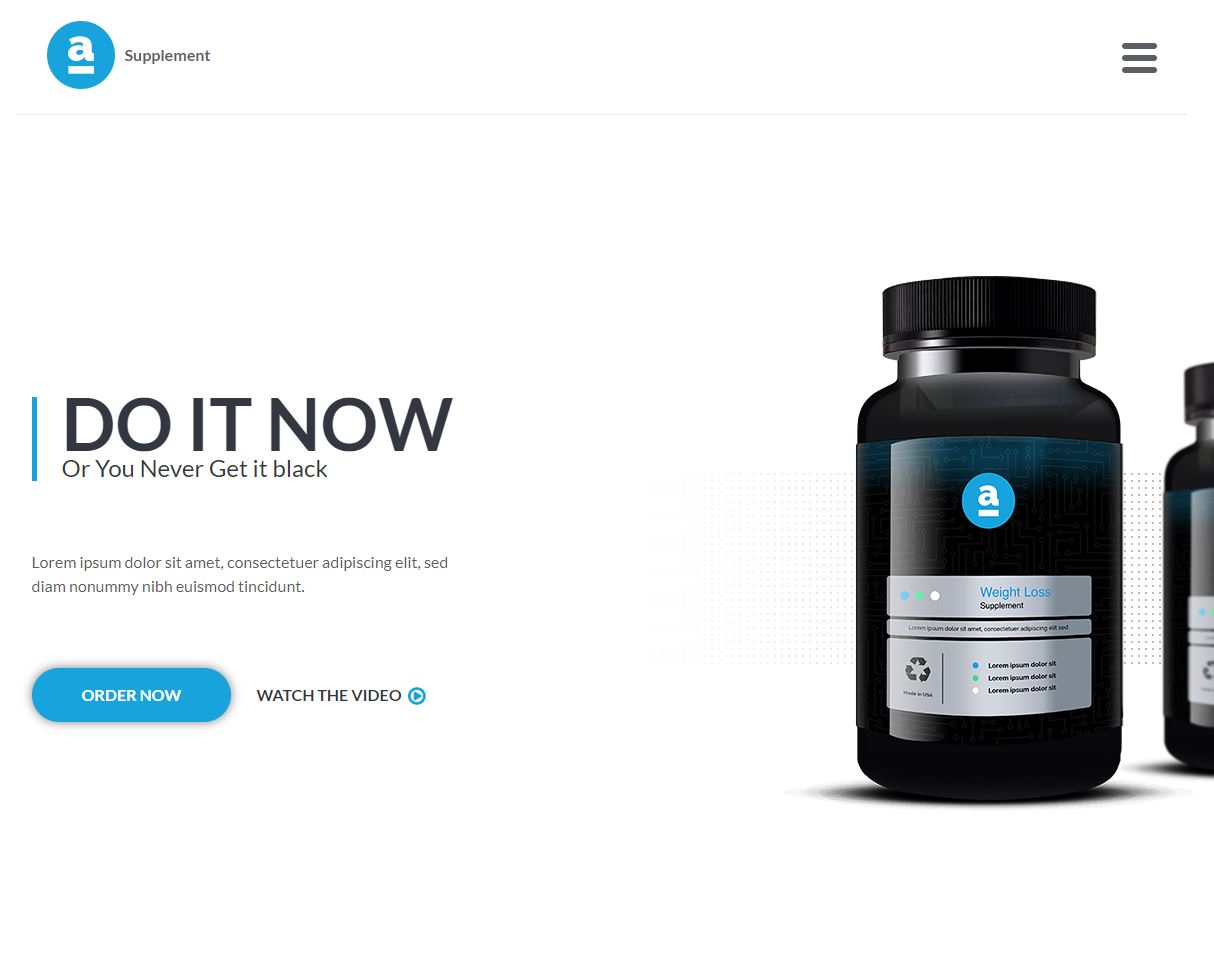 a
Supplement
DO IT NOW
Or You Never Get it black
Lorem ipsum dolor sit amet, consectetuer adipiscing elit, sed
diam nonummy nibh euismod tincidunt.
ORDER NOW
WATCH THE VIDEO
a
Weight Loss
Supplement
Lorem ipsum dolor sit amet, consectetuer adipiscing elit sed
Made in USA
Lorem ipsum dolor sit
Lorem ipsum dolor sit
Lorem ipsum dolor sit